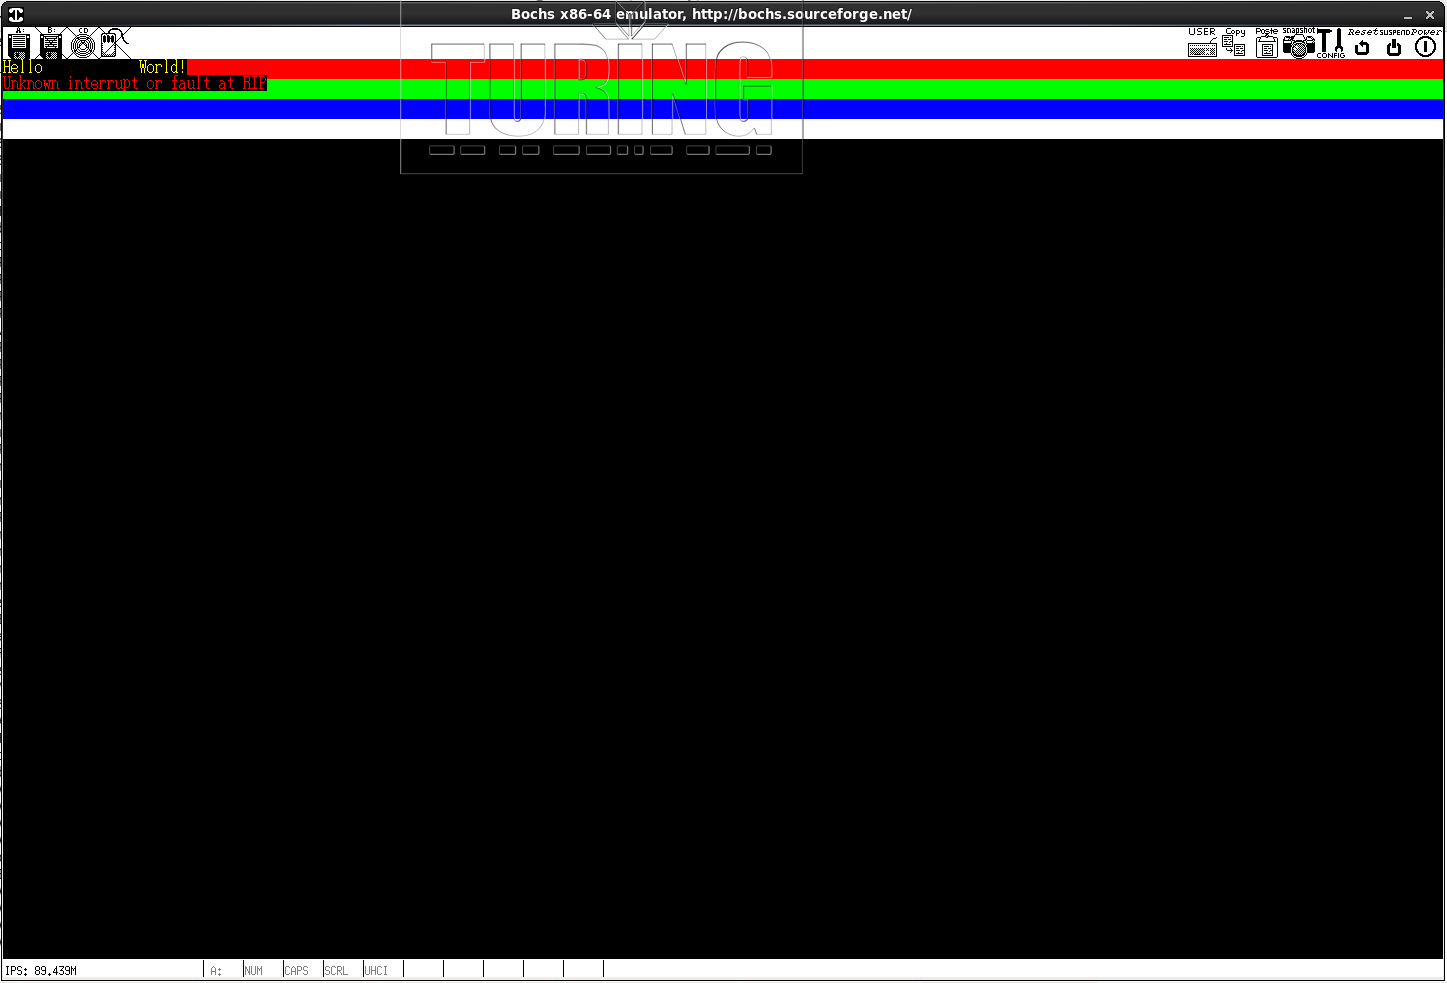 Bochs x86-64 emulator, http://bochs.sourceforge.net/
A: B: CD USER Copy Paste snapshot CONFIG Reset SUSPEND Power
Hello World!
Unknown interrupt or fault at RIP
TURING
IPS: 89.439M A: NUM CAPS SCRL UHCI